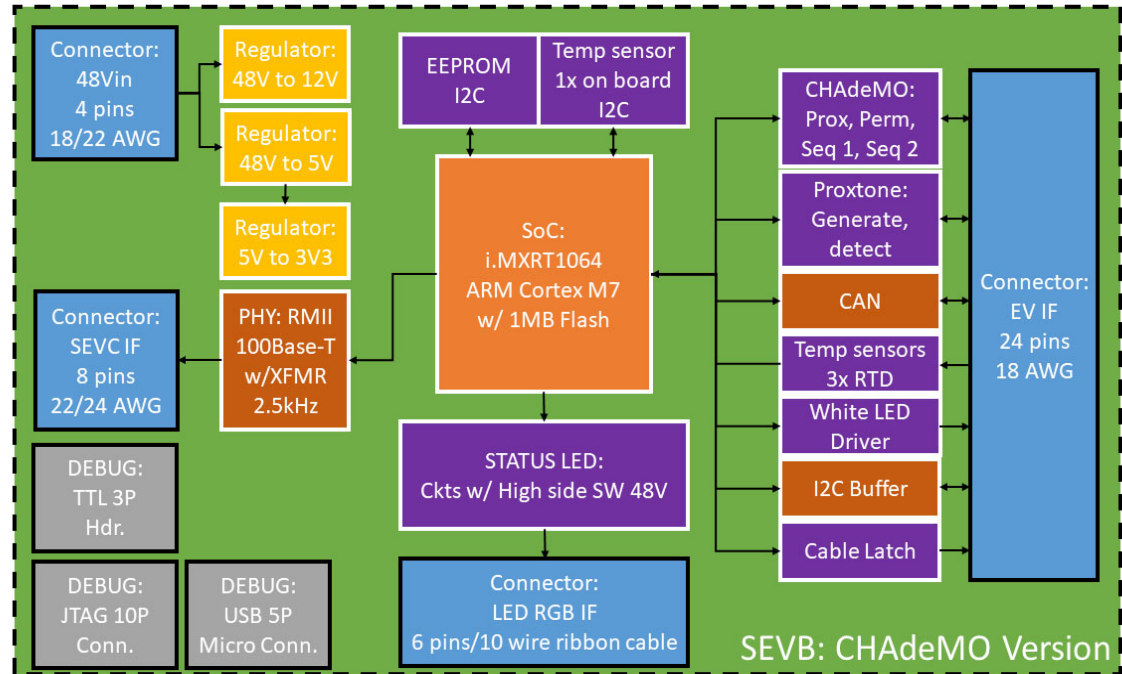 Connector:
48Vin
4 pins
18/22 AWG
Regulator:
48V to 12V
Regulator:
48V to 5V
Regulator:
5V to 3V3
EEPROM
I2C
Temp sensor
1x on board
I2C
SoC:
i.MXRT1064
ARM Cortex M7
w/ 1MB Flash
CHAdeMO:
Prox, Perm,
Seq 1, Seq 2
Proxtone:
Generate,
detect
CAN
Temp sensors
3x RTD
White LED
Driver
I2C Buffer
Cable Latch
Connector:
EV IF
24 pins
18 AWG
Connector:
SEVC IF
8 pins
22/24 AWG
PHY: RMII
100Base-T
w/XFMR
2.5kHz
STATUS LED:
Ckts w/ High side SW 48V
Connector:
LED RGB IF
6 pins/10 wire ribbon cable
DEBUG:
TTL 3P
Hdr.
DEBUG:
JTAG 10P
Conn.
DEBUG:
USB 5P
Micro Conn.
SEVB: CHAdeMO Version